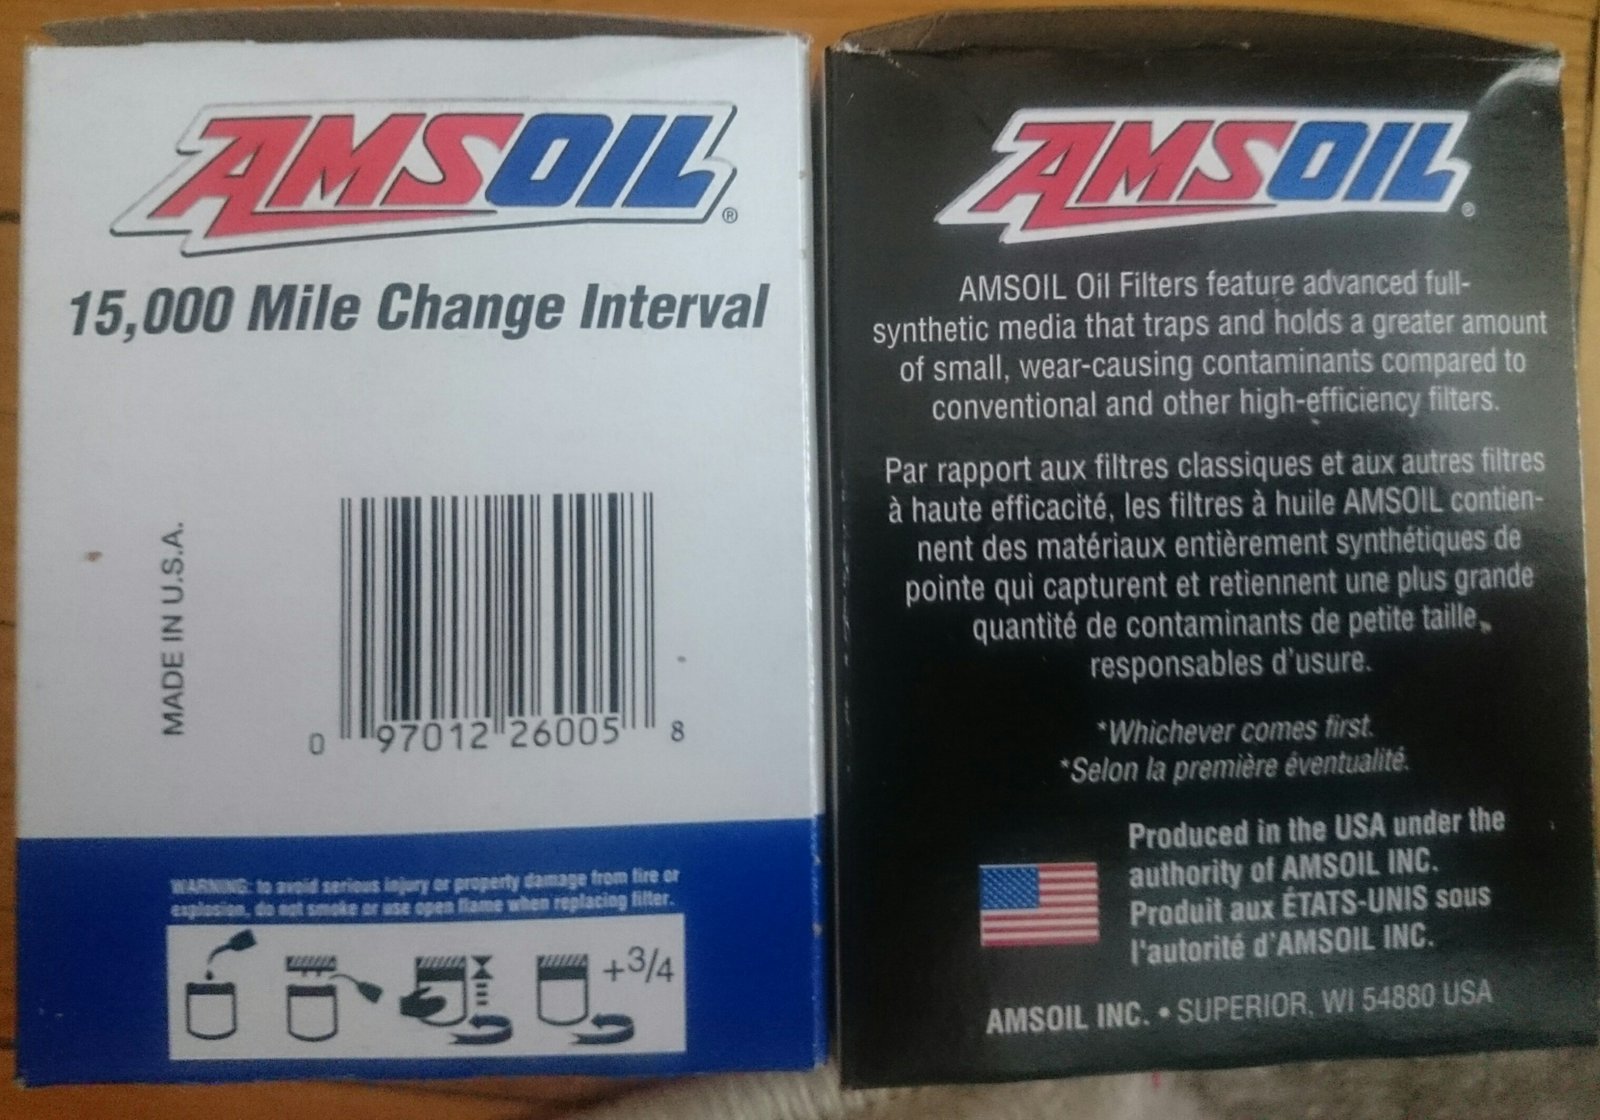 AMSOIL®
15,000 Mile Change Interval
MADE IN U.S.A.
0 97012 26005 8
WARNING: to avoid serious injury or property damage from fire or
explosion, do not smoke or use open flame when replacing filter.
+3/4
AMSOIL®
AMSOIL Oil Filters feature advanced full-
synthetic media that traps and holds a greater amount
of small, wear-causing contaminants compared to
conventional and other high-efficiency filters.
Par rapport aux filtres classiques et aux autres filtres
à haute efficacité, les filtres à huile AMSOIL contien-
nent des matériaux entièrement synthétiques de
pointe qui capturent et retiennent une plus grande
quantité de contaminants de petite taille,
responsables d'usure.
*Whichever comes first.
*Selon la première éventualité.
Produced in the USA under the
authority of AMSOIL INC.
Produit aux ÉTATS-UNIS sous
l'autorité d'AMSOIL INC.
AMSOIL INC. • SUPERIOR, WI 54880 USA